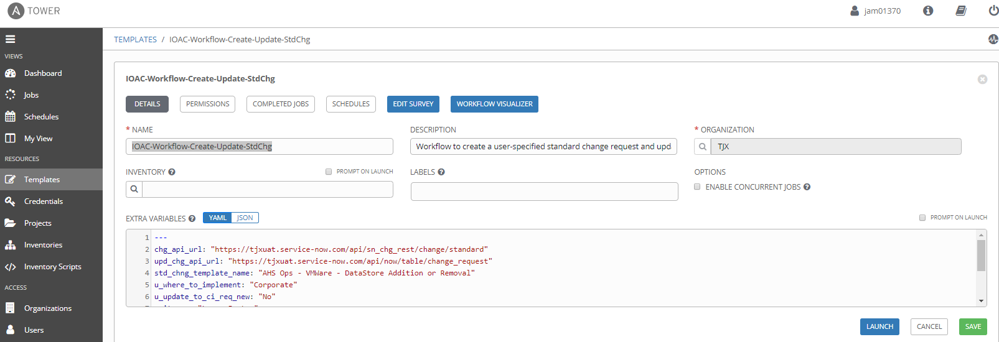 A TOWER
jam01370
TEMPLATES / IOAC-Workflow-Create-Update-StdChg
VIEWS
Dashboard
Jobs
Schedules
My View
RESOURCES
Templates
Credentials
Projects
Inventories
Inventory Scripts
ACCESS
Organizations
Users
IOAC-Workflow-Create-Update-StdChg
DETAILS PERMISSIONS COMPLETED JOBS SCHEDULES EDIT SURVEY WORKFLOW VISUALIZER
* NAME DESCRIPTION * ORGANIZATION
IOAC-Workflow-Create-Update-StdChg Workflow to create a user-specified standard change request and upd TJX
INVENTORY ? PROMPT ON LAUNCH LABELS ? OPTIONS
ENABLE CONCURRENT JOBS ?
EXTRA VARIABLES ? YAML JSON PROMPT ON LAUNCH
1 ---
2 chg_api_url: "https://tjxuat.service-now.com/api/sn_chg_rest/change/standard"
3 upd_chg_api_url: "https://tjxuat.service-now.com/api/now/table/change_request"
4 std_chng_template_name: "AHS Ops - VMWare - DataStore Addition or Removal"
5 u_where_to_implement: "Corporate"
6 u_update_to_ci_req_new: "No"
LAUNCH CANCEL SAVE